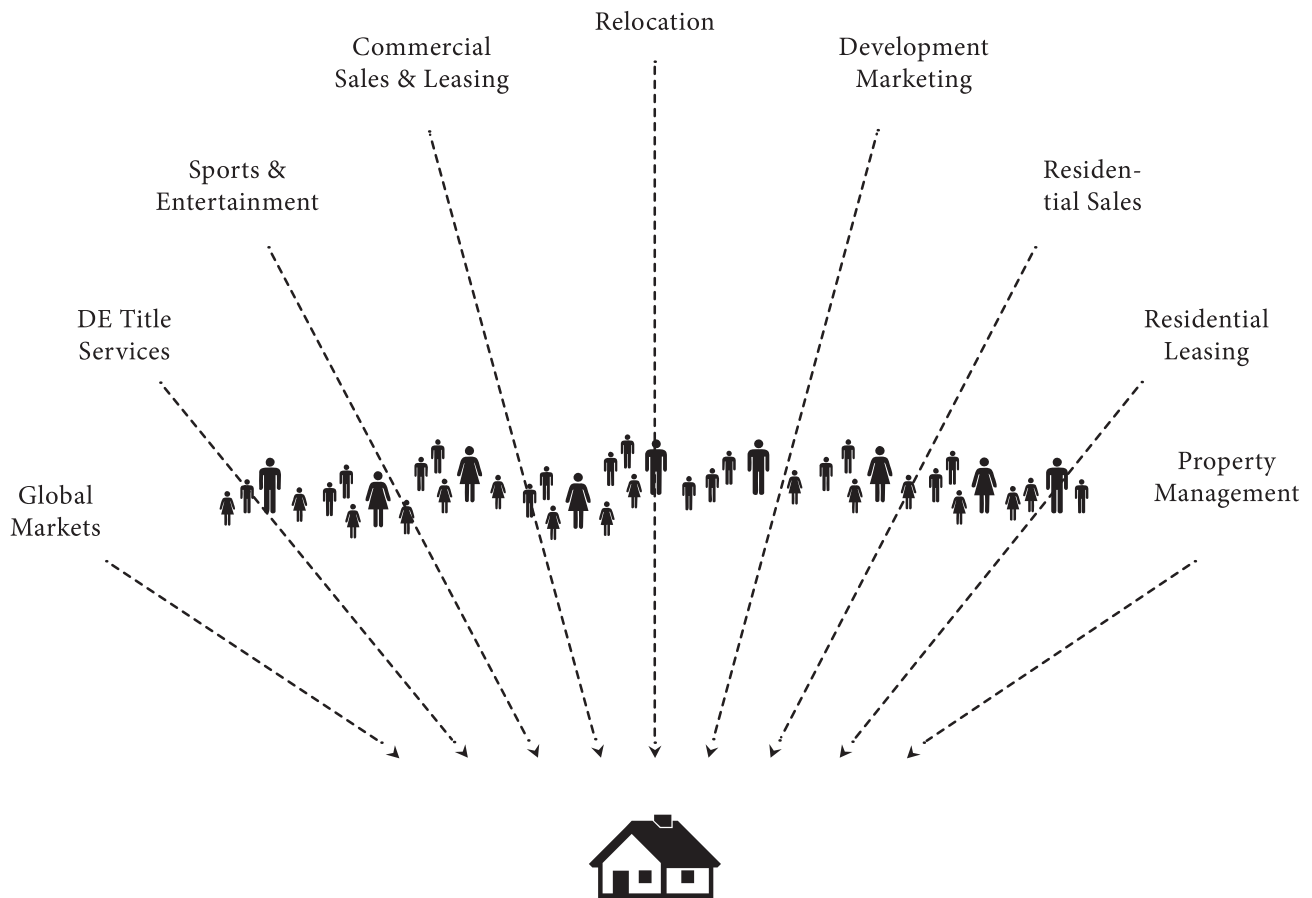 Relocation
Commercial
Sales & Leasing
Development
Marketing
Sports &
Entertainment
Residen-
tial Sales
DE Title
Services
Residential
Leasing
Global
Markets
Property
Management